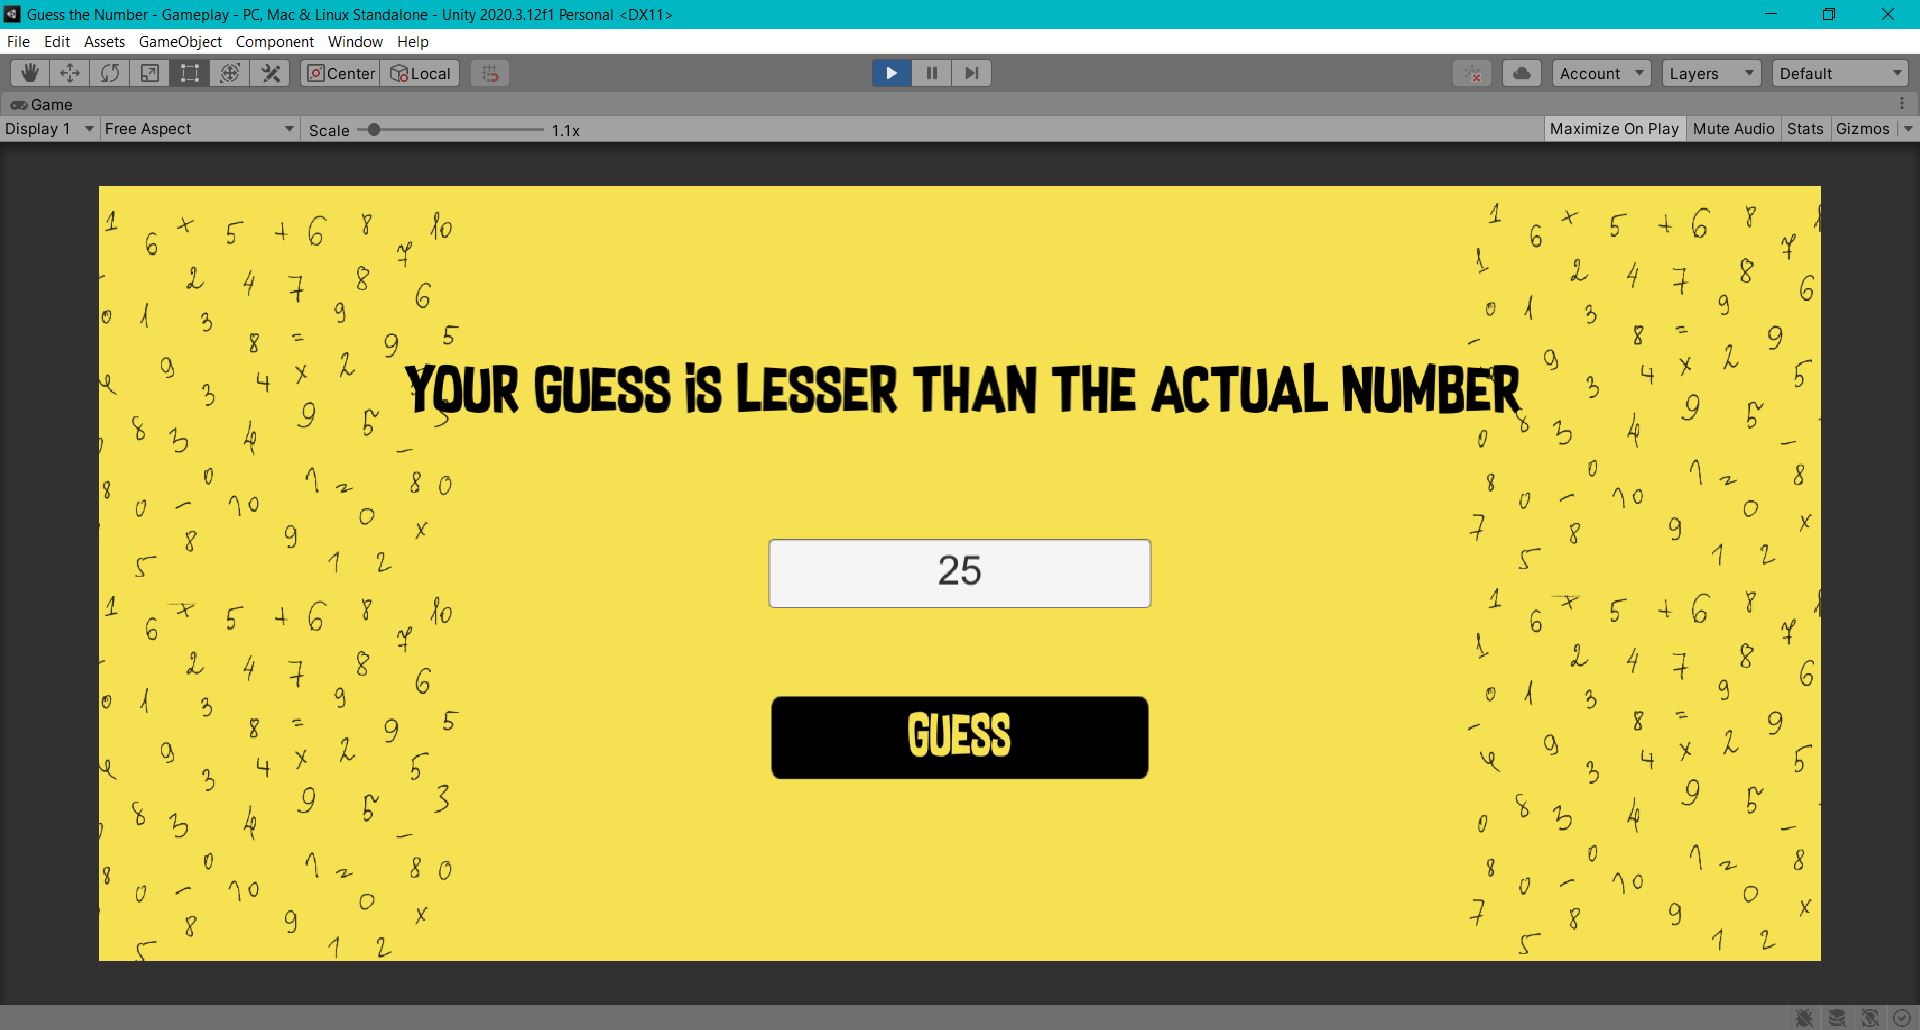 Guess the Number - Gameplay - PC, Mac & Linux Standalone - Unity 2020.3.12f1 Personal <DX11>
File Edit Assets GameObject Component Window Help
Center Local Account Layers Default
Game
Display 1 Free Aspect Scale 1.1x Maximize On Play Mute Audio Stats Gizmos
YOUR GUESS iS LESSER THAN THE ACTUAL NUMBER
25
GUESS